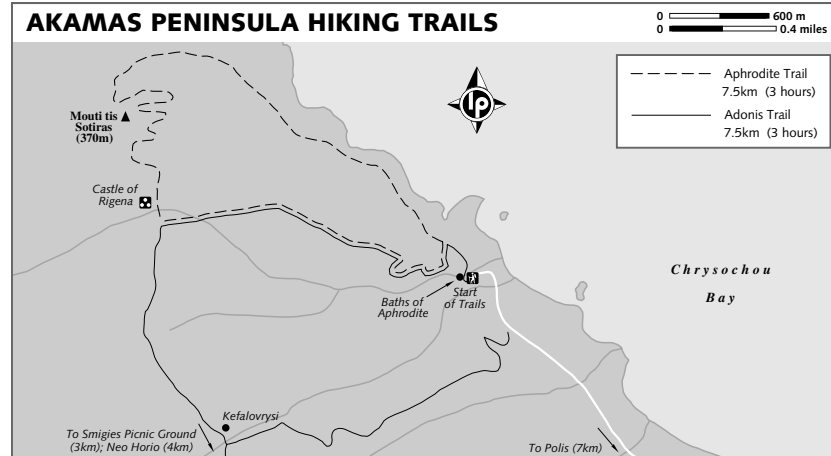 AKAMAS PENINSULA HIKING TRAILS
0 600 m
0 0.4 miles
Aphrodite Trail
7.5km (3 hours)
Adonis Trail
7.5km (3 hours)
lp
Mouti tis
Sotiras
(370m)
Castle of
Rigena
Chrysochou
Bay
Baths of
Aphrodite
Start
of Trails
Kefalovrysi
To Smigies Picnic Ground
(3km); Neo Horio (4km)
To Polis (7km)